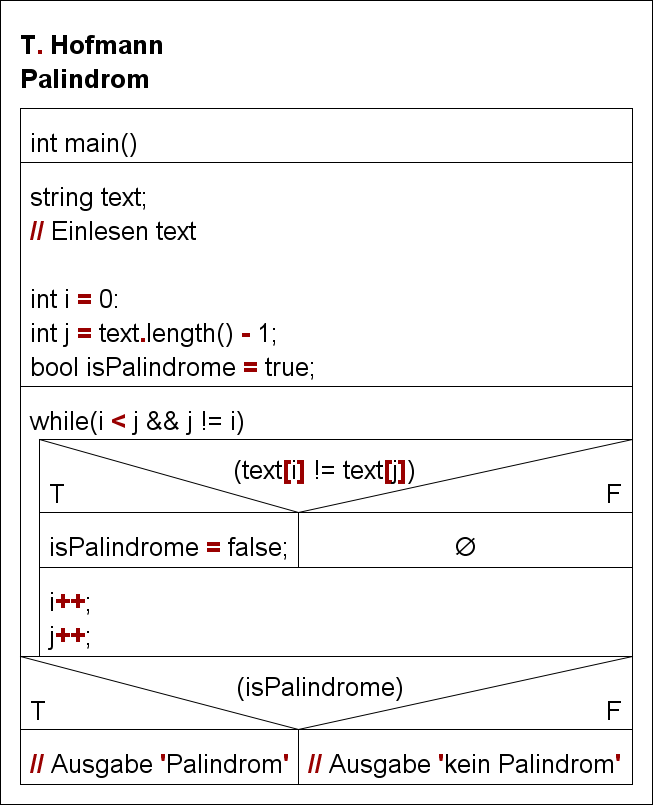 T. Hofmann
Palindrom
int main()
string text;
// Einlesen text
int i = 0:
int j = text.length() - 1;
bool isPalindrome = true;
while(i < j && j != i)
(text[i] != text[j])
T
F
isPalindrome = false;
∅
i++;
j++;
(isPalindrome)
T
F
// Ausgabe 'Palindrom'
// Ausgabe 'kein Palindrom'